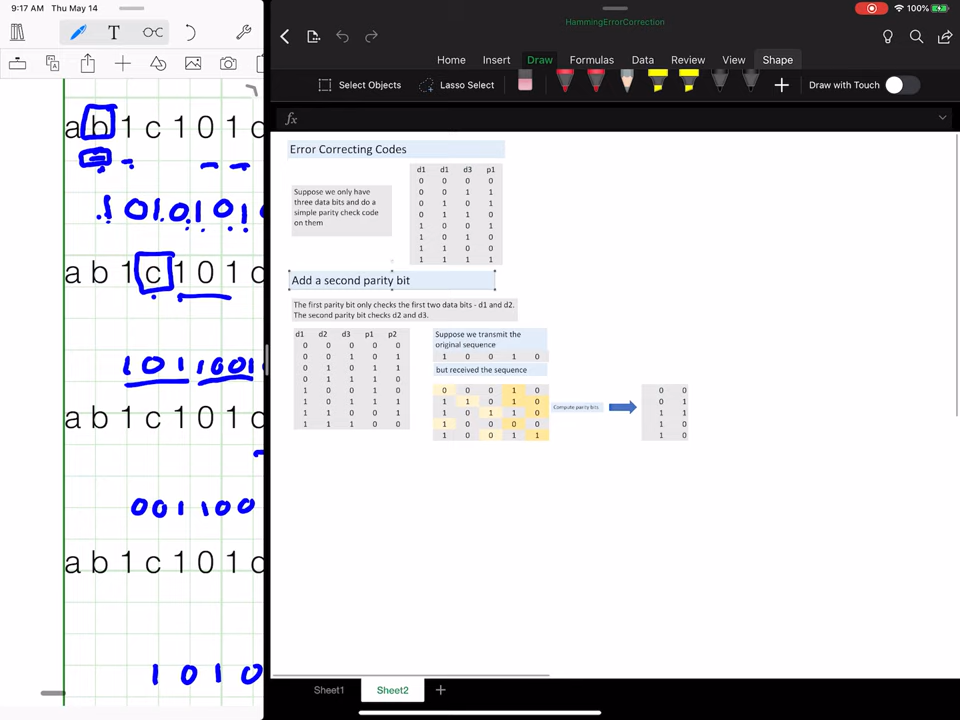 9:17 AM Thu May 14
T
a b 1 c 1 0 1
1 0 1 0 1 0 1 0
a b 1 c 1 0 1
1 0 1 1 0 0 1
a b 1 c 1 0 1
0 0 1 1 0 0
a b 1 c 1 0 1
1 0 1 0
100%
HammingErrorCorrection
Home Insert Draw Formulas Data Review View Shape
Select Objects Lasso Select Draw with Touch
fx
Error Correcting Codes
Suppose we only have
three data bits and do a
simple parity check code
on them
d1 d1 d3 p1
0 0 0 0
0 0 1 1
0 1 0 1
0 1 1 0
1 0 0 1
1 0 1 0
1 1 0 0
1 1 1 1
Add a second parity bit
The first parity bit only checks the first two data bits - d1 and d2.
The second parity bit checks d2 and d3.
d1 d2 d3 p1 p2
0 0 0 0 0
0 0 1 0 1
0 1 0 1 1
0 1 1 1 0
1 0 0 1 0
1 0 1 1 1
1 1 0 0 1
1 1 1 0 0
Suppose we transmit the
original sequence
1 0 0 1 0
but received the sequence
0 0 0 1 0
1 1 0 1 0
1 0 1 1 0
1 0 0 0 0
1 0 0 1 1
Compute parity bits
0 0
0 1
1 1
1 0
1 0
Sheet1 Sheet2